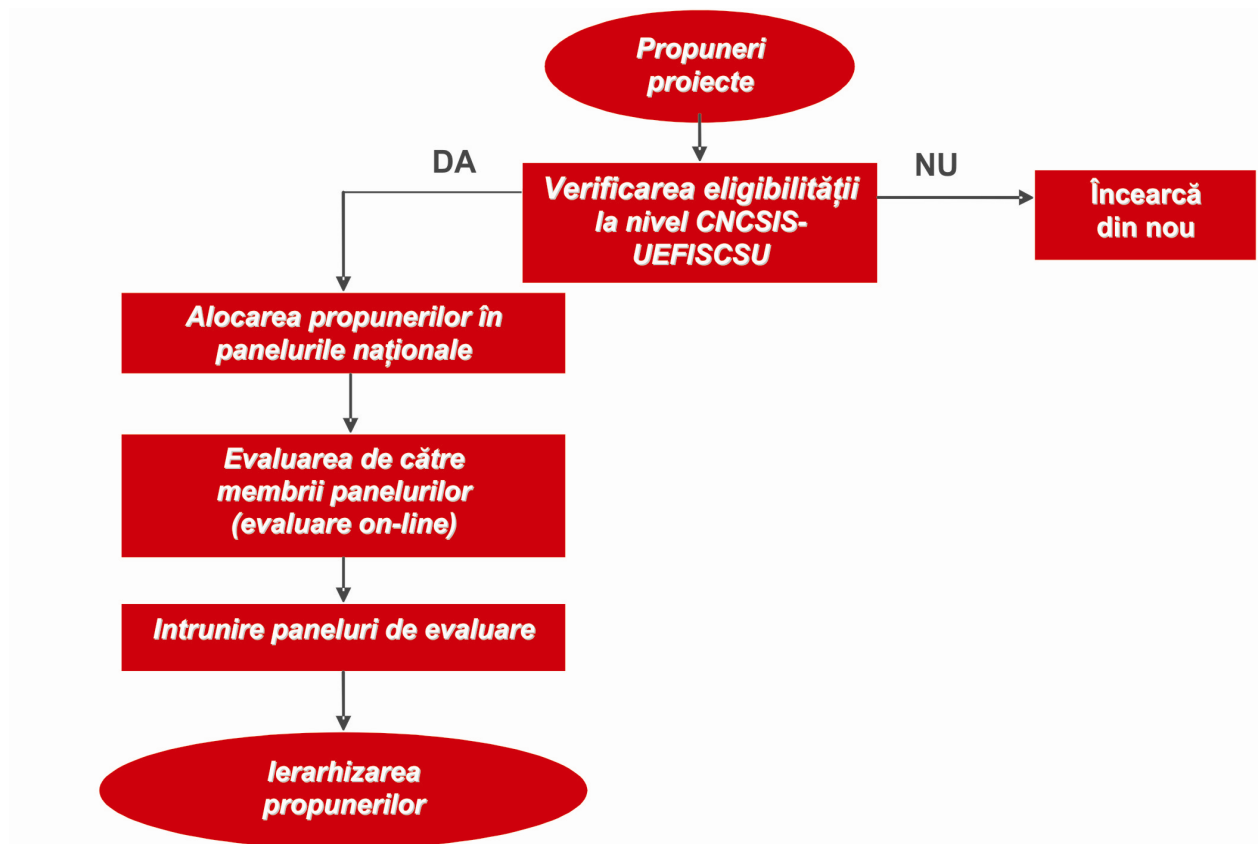 Propuneri
proiecte
DA
NU
Verificarea eligibilității
la nivel CNCSIS-
UEFISCSU
Încearcă
din nou
Alocarea propunerilor în
panelurile naționale
Evaluarea de către
membrii panelurilor
(evaluare on-line)
Intrunire paneluri de evaluare
Ierarhizarea
propunerilor